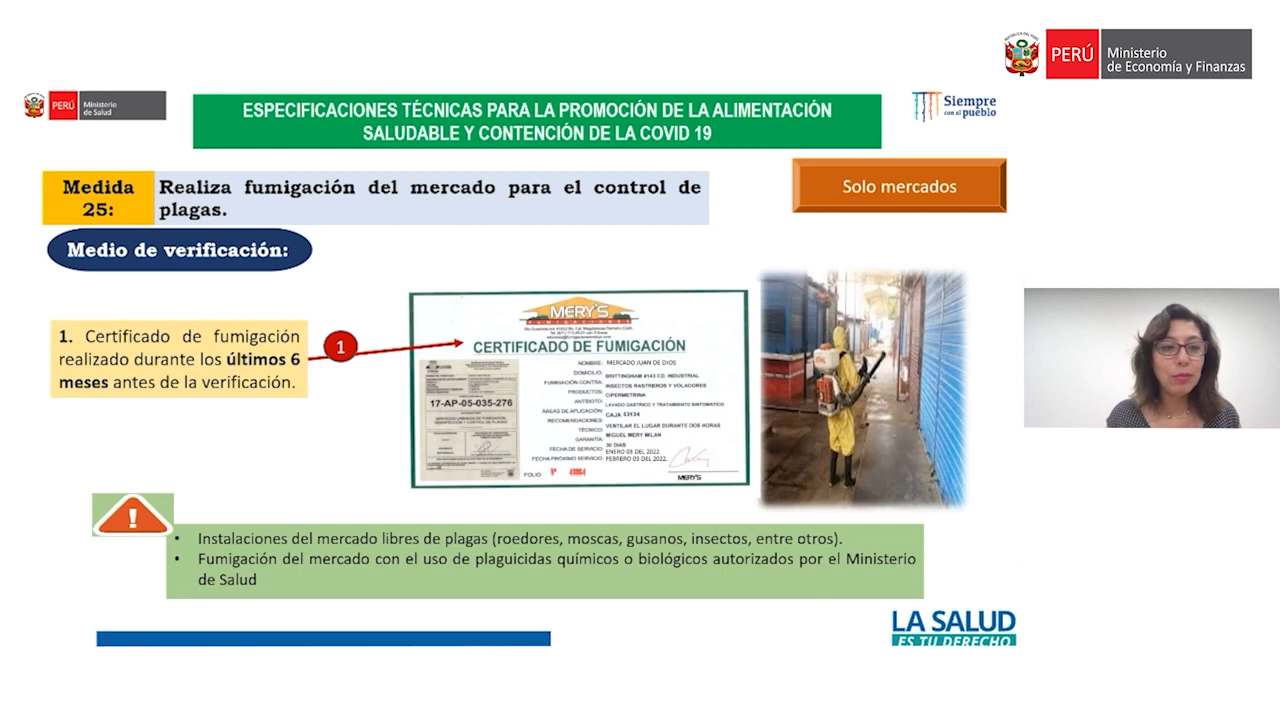 PERÚ
Ministerio
de Economía y Finanzas
PERÚ
Ministerio
de Salud
ESPECIFICACIONES TÉCNICAS PARA LA PROMOCIÓN DE LA ALIMENTACIÓN
SALUDABLE Y CONTENCIÓN DE LA COVID 19
Siempre
con el pueblo
Medida
25:
Realiza fumigación del mercado para el control de
plagas.
Solo mercados
Medio de verificación:
1. Certificado de fumigación
realizado durante los últimos 6
meses antes de la verificación.
1
MERY'S
FUMIGACIONES
CERTIFICADO DE FUMIGACIÓN
NOMBRE: MERCADO JUAN DE DIOS
DOMICILIO: BRITTINGHAM #143 CD. INDUSTRIAL
FUMIGACIÓN CONTRA: INSECTOS RASTREROS Y VOLADORES
PRODUCTOS: CIPERMETRINA
ANTÍDOTO: LAVADO GASTRICO Y TRATAMIENTO SINTOMATICO
ÁREAS DE APLICACIÓN: CAJA 53134
RECOMENDACIONES: VENTILAR EL LUGAR DURANTE DOS HORAS
TÉCNICO: MIGUEL MERY MILAN
GARANTÍA: 30 DIAS
FECHA DE SERVICIO: ENERO 03 DEL 2022.
FECHA PRÓXIMO SERVICIO: FEBRERO 03 DEL 2022.
17-AP-05-035-276
FOLIO
MERY'S
• Instalaciones del mercado libres de plagas (roedores, moscas, gusanos, insectos, entre otros).
• Fumigación del mercado con el uso de plaguicidas químicos o biológicos autorizados por el Ministerio
de Salud
LA SALUD
ES TU DERECHO